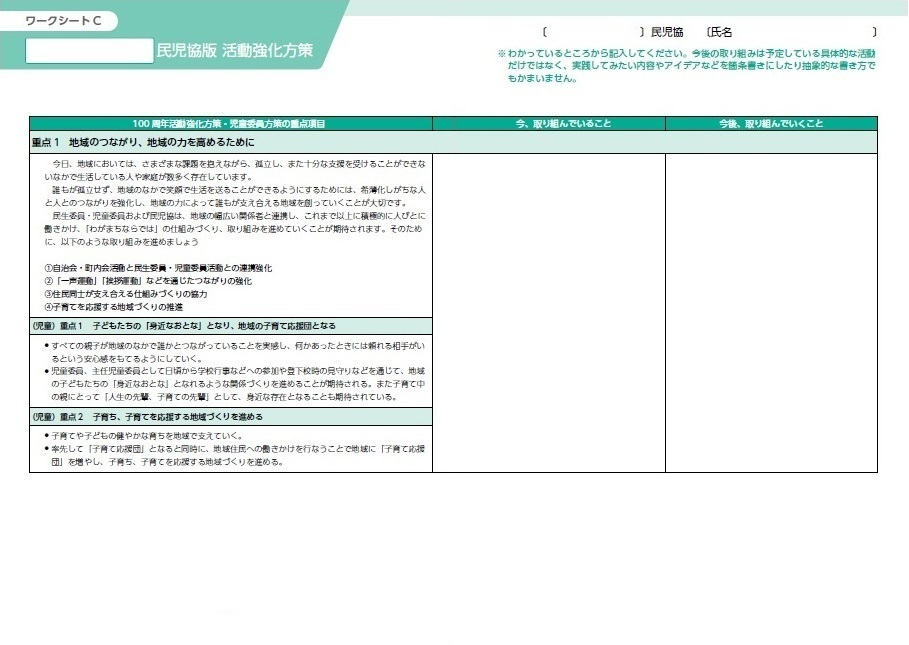 ワークシートC
民児協版 活動強化方策
〔　　　　　　　〕民児協　〔氏名　　　　　　　　　　〕
※わかっているところから記入してください。今後の取り組みは予定している具体的な活動
だけではなく、実践してみたい内容やアイデアなどを箇条書きにしたり抽象的な書き方で
もかまいません。
100周年活動強化方策・児童委員方策の重点項目
今、取り組んでいること
今後、取り組んでいくこと
重点1　地域のつながり、地域の力を高めるために
今日、地域においては、さまざまな課題を抱えながら、孤立し、また十分な支援を受けることができな
いなかで生活している人や家庭が数多く存在しています。
誰もが孤立せず、地域のなかで笑顔で生活を送ることができるようにするためには、希薄化しがちな人
と人とのつながりを強化し、地域の力によって誰もが支え合える地域を創っていくことが大切です。
民生委員・児童委員および民児協は、地域の幅広い関係者と連携し、これまで以上に積極的に人びとに
働きかけ、「わがまちならでは」の仕組みづくり、取り組みを進めていくことが期待されます。そのため
に、以下のような取り組みを進めましょう
①自治会・町内会活動と民生委員・児童委員活動との連携強化
②「一声運動」「挨拶運動」などを通じたつながりの強化
③住民同士が支え合える仕組みづくりの協力
④子育てを応援する地域づくりの推進
(児童) 重点1　子どもたちの「身近なおとな」となり、地域の子育て応援団となる
●すべての親子が地域のなかで誰かとつながっていることを実感し、何かあったときには頼れる相手がい
るという安心感をもてるようにしていく。
●児童委員、主任児童委員として日頃から学校行事などへの参加や登下校時の見守りなどを通じて、地域
の子どもたちの「身近なおとな」となれるような関係づくりを進めることが期待される。また子育て中
の親にとって「人生の先輩、子育ての先輩」として、身近な存在となることも期待されている。
(児童) 重点2　子育ち、子育てを応援する地域づくりを進める
●子育てや子どもの健やかな育ちを地域で支えていく。
●率先して「子育て応援団」となると同時に、地域住民への働きかけを行なうことで地域に「子育て応援
団」を増やし、子育ち、子育てを応援する地域づくりを進める。